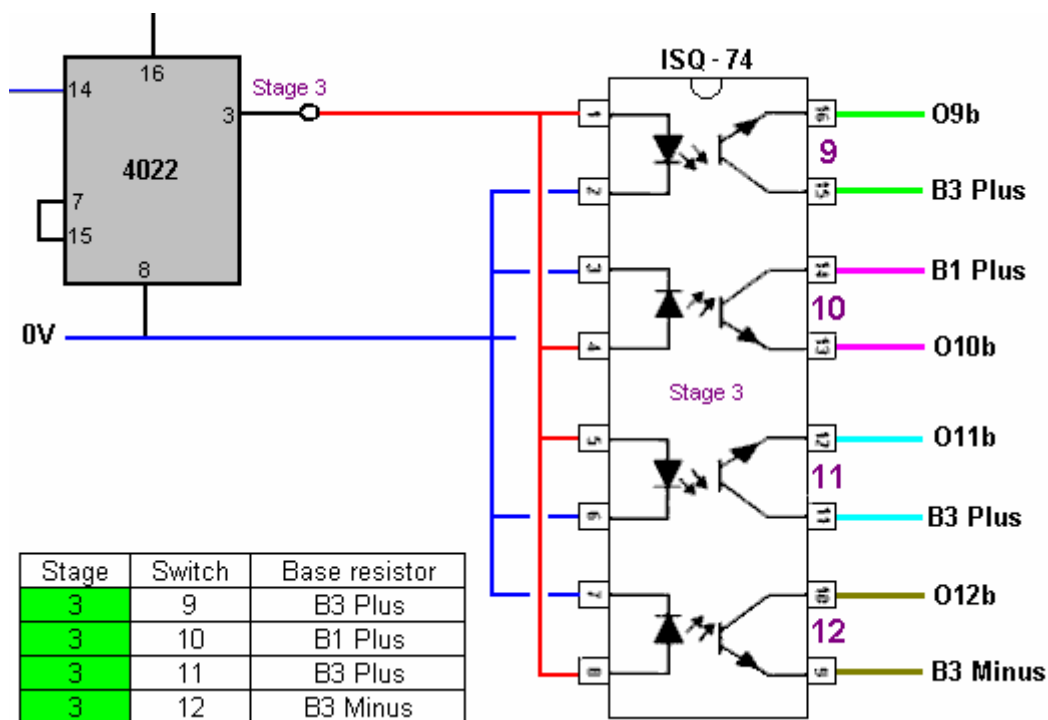 ISQ - 74
16
14
Stage 3
3
4022
7
15
8
0V
1
2
3
4
5
6
7
8
16
15
14
13
12
11
10
9
9
10
11
12
Stage 3
O9b
B3 Plus
B1 Plus
O10b
O11b
B3 Plus
O12b
B3 Minus
Stage Switch Base resistor
3 9 B3 Plus
3 10 B1 Plus
3 11 B3 Plus
3 12 B3 Minus